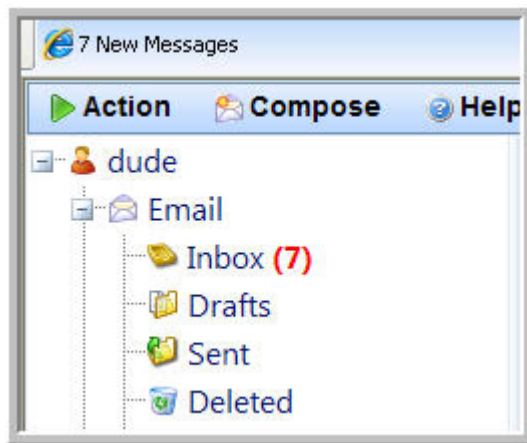 7 New Messages
Action Compose Help
dude
Email
Inbox (7)
Drafts
Sent
Deleted